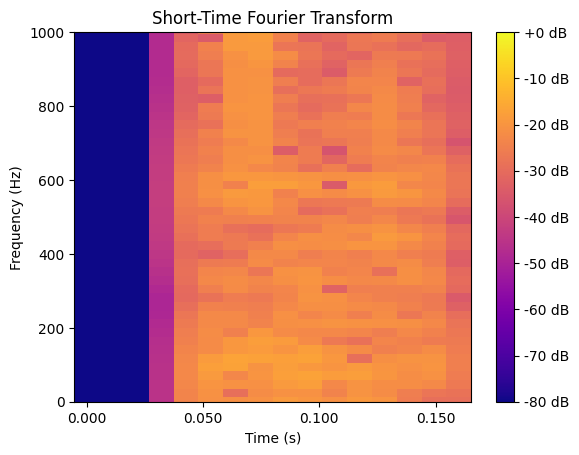 Short-Time Fourier Transform
1000
800
600
400
200
0
Frequency (Hz)
0.000
0.050
0.100
0.150
Time (s)
+0 dB
-10 dB
-20 dB
-30 dB
-40 dB
-50 dB
-60 dB
-70 dB
-80 dB